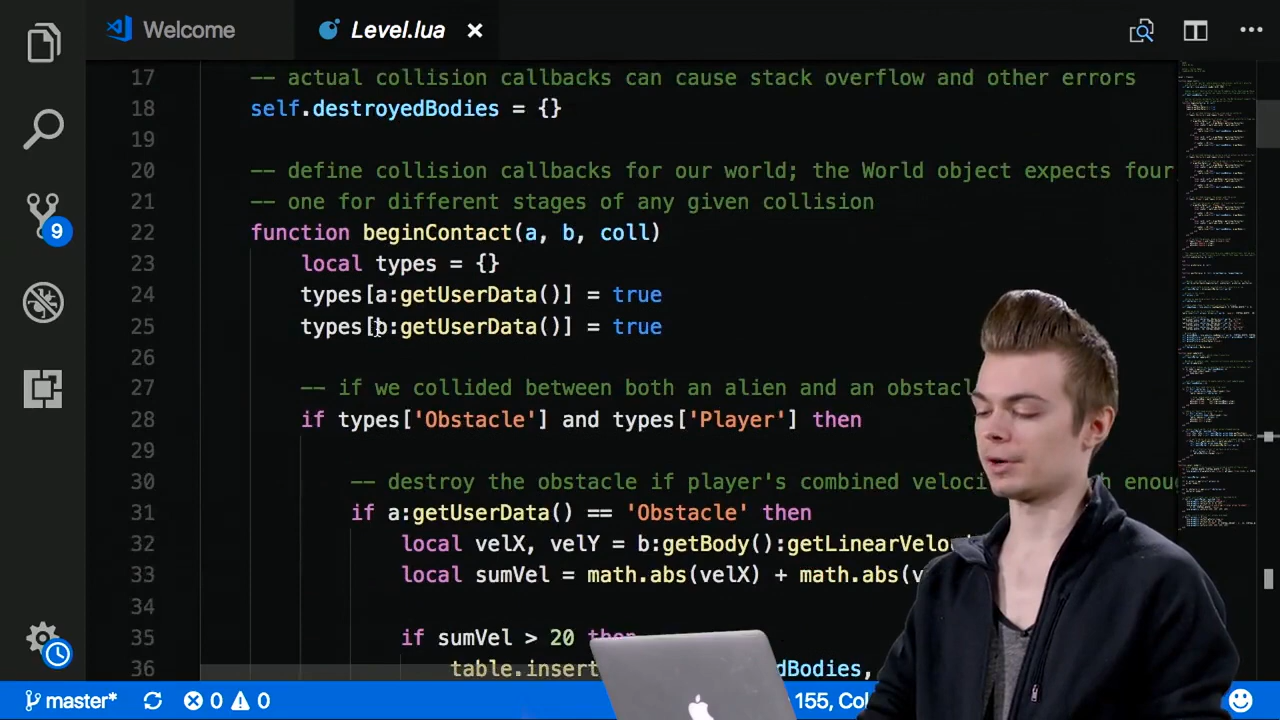 Welcome
Level.lua
17 -- actual collision callbacks can cause stack overflow and other errors
18 self.destroyedBodies = {}
19
20 -- define collision callbacks for our world; the World object expects four
21 -- one for different stages of any given collision
22 function beginContact(a, b, coll)
23 local types = {}
24 types[a:getUserData()] = true
25 types[b:getUserData()] = true
26
27 -- if we collided between both an alien and an obstacl
28 if types['Obstacle'] and types['Player'] then
29
30 -- destroy the obstacle if player's combined veloci h enou
31 if a:getUserData() == 'Obstacle' then
32 local velX, velY = b:getBody():getLinearVelo
33 local sumVel = math.abs(velX) + math.abs(v
34
35 if sumVel > 20 then
36 table.insert dBodies,
9
master* 0 0 155, Col